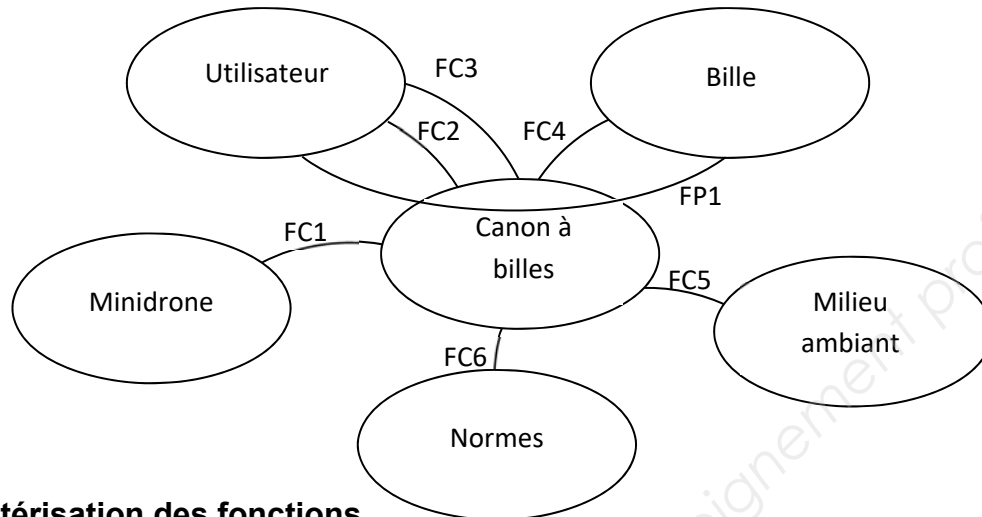 Utilisateur
FC3
Bille
FC2
FC4
FP1
FC1
Canon à
billes
Minidrone
FC5
Milieu
ambiant
FC6
Normes
térisation des fonctions